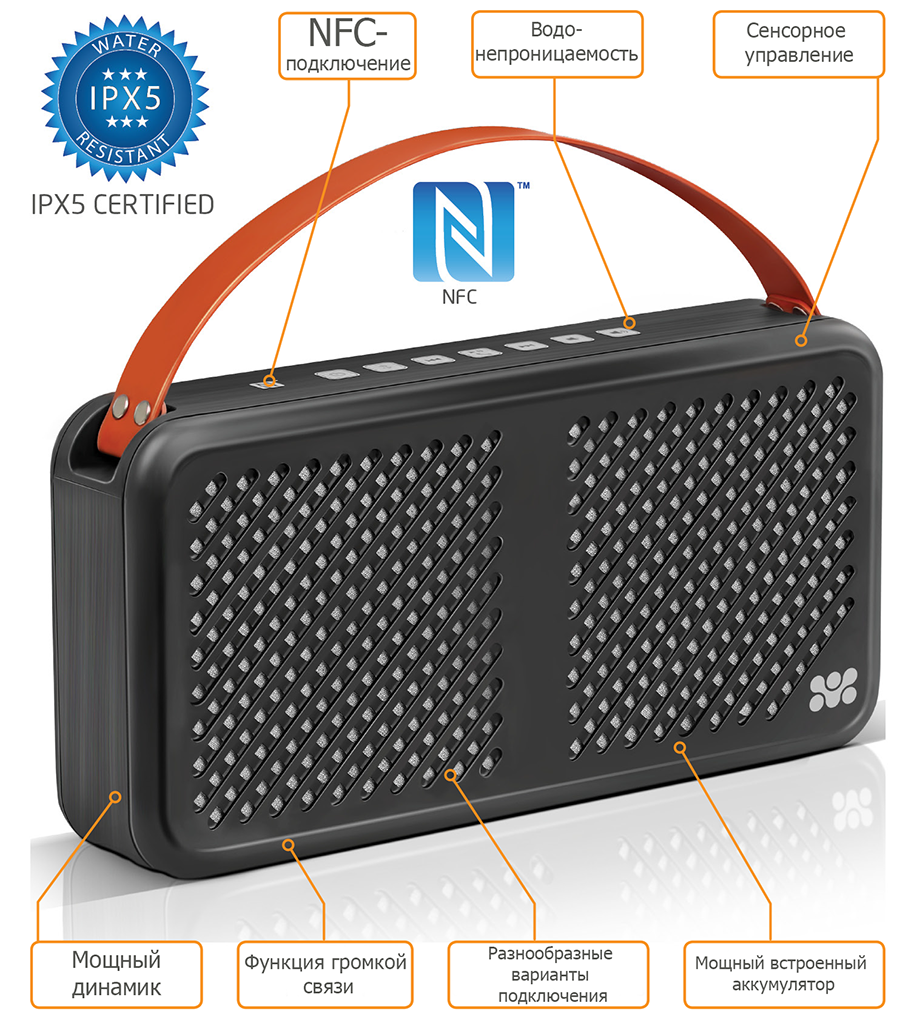 WATER
IPX5
RESISTANT
IPX5 CERTIFIED
NFC-
подключение
Водо-
непроницаемость
Сенсорное
управление
TM
NFC
Мощный
динамик
Функция громкой
связи
Разнообразные
варианты
подключения
Мощный встроенный
аккумулятор